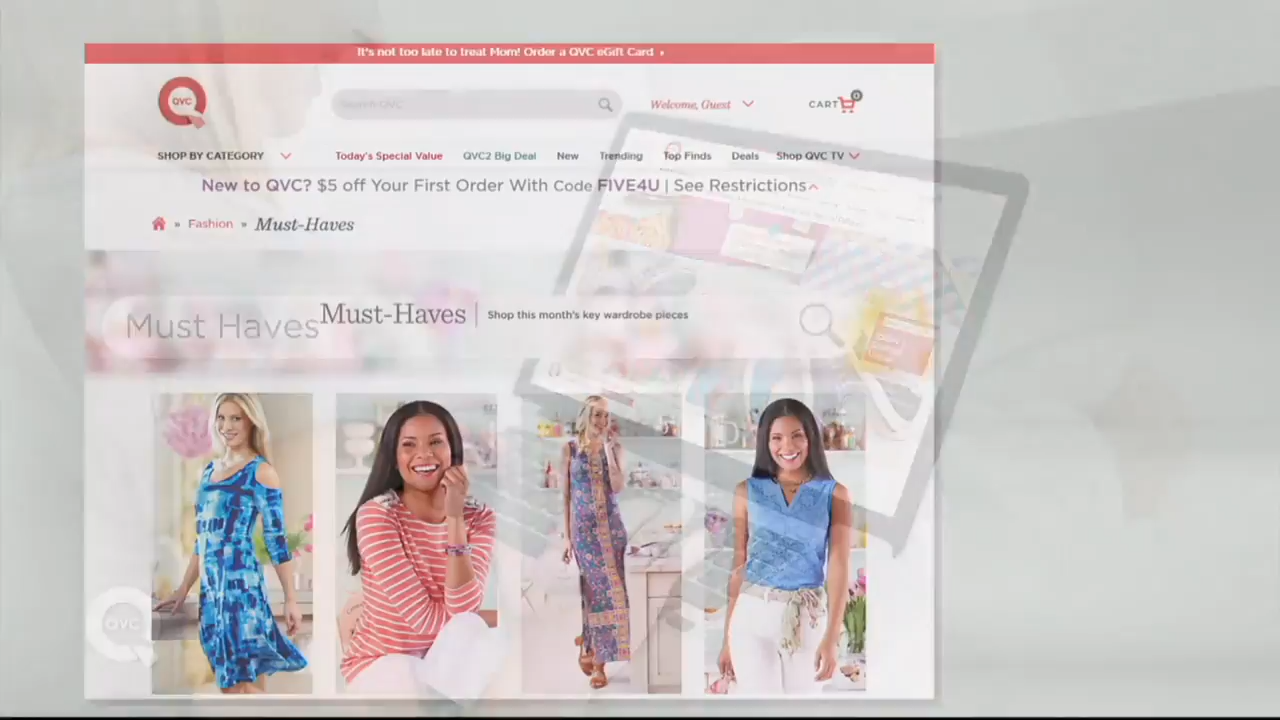 It's not too late to treat Mom! Order a QVC eGift Card ›
QVC
Search QVC
Welcome, Guest
CART
0
SHOP BY CATEGORY
Today's Special Value
QVC2 Big Deal
New
Trending
Top Finds
Deals
Shop QVC TV
New to QVC? $5 off Your First Order With Code FIVE4U | See Restrictions
» Fashion » Must-Haves
Must Haves
Must-Haves | Shop this month's key wardrobe pieces
QVC